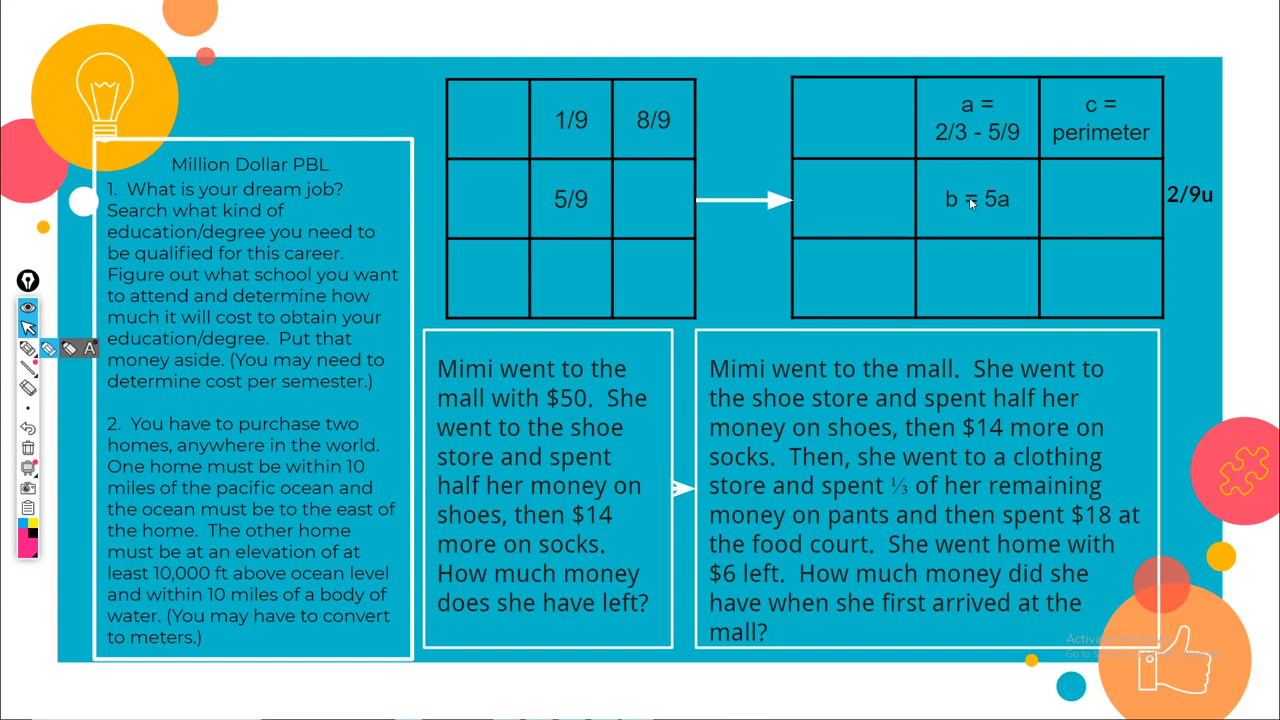 Million Dollar PBL
1. What is your dream job?
Search what kind of
education/degree you need to
be qualified for this career.
Figure out what school you want
to attend and determine how
much it will cost to obtain your
education/degree. Put that
money aside. (You may need to
determine cost per semester.)
2. You have to purchase two
homes, anywhere in the world.
One home must be within 10
miles of the pacific ocean and
the ocean must be to the east of
the home. The other home
must be at an elevation of at
least 10,000 ft above ocean level
and within 10 miles of a body of
water. (You may have to convert
to meters.)
1/9 8/9
5/9
a =
2/3 - 5/9
c =
perimeter
b = 5a
2/9u
Mimi went to the
mall with $50. She
went to the shoe
store and spent
half her money on
shoes, then $14
more on socks.
How much money
does she have left?
Mimi went to the mall. She went to
the shoe store and spent half her
money on shoes, then $14 more on
socks. Then, she went to a clothing
store and spent ⅓ of her remaining
money on pants and then spent $18 at
the food court. She went home with
$6 left. How much money did she
have when she first arrived at the
mall?
A